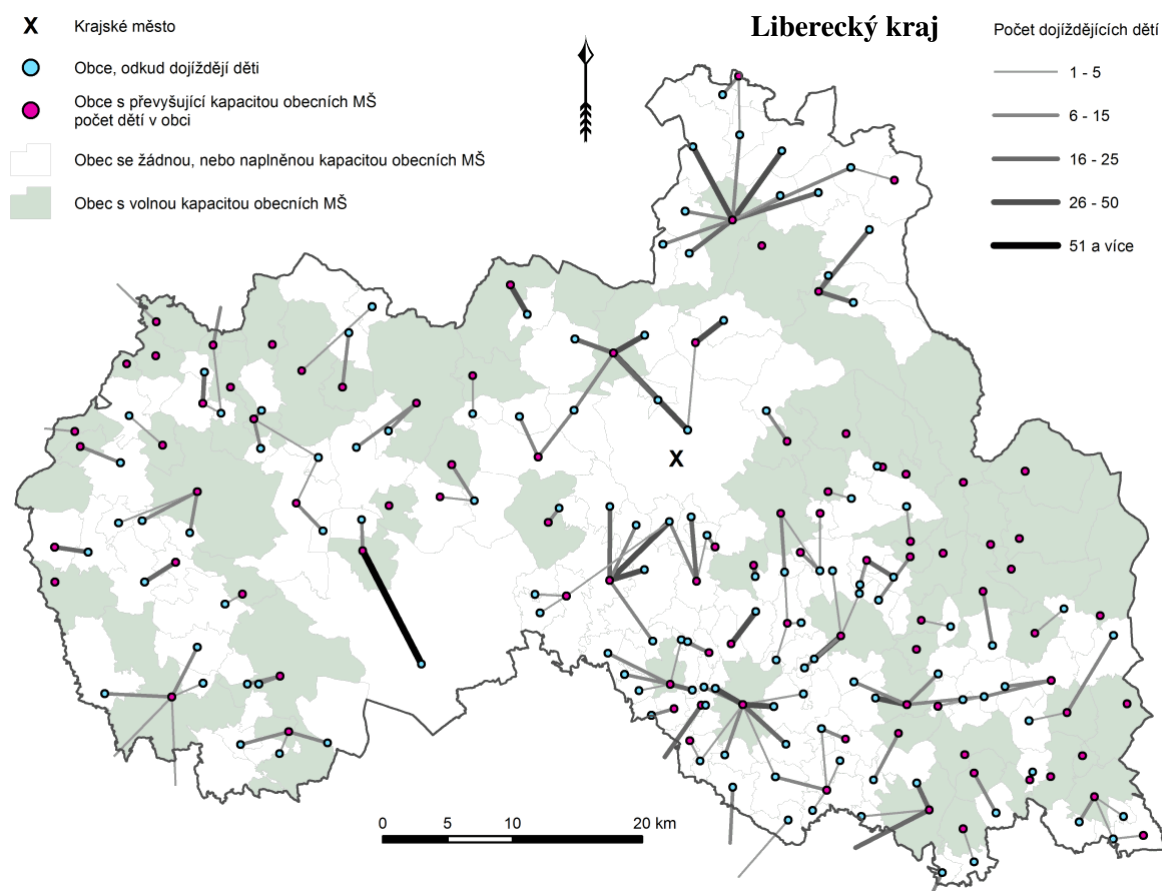 Liberecký kraj
X Krajské město
Obce, odkud dojíždějí děti
Obce s převyšující kapacitou obecních MŠ
počet dětí v obci
Obec se žádnou, nebo naplněnou kapacitou obecních MŠ
Obec s volnou kapacitou obecních MŠ
Počet dojíždějících dětí
1 - 5
6 - 15
16 - 25
26 - 50
51 a více
X
0 5 10 20 km